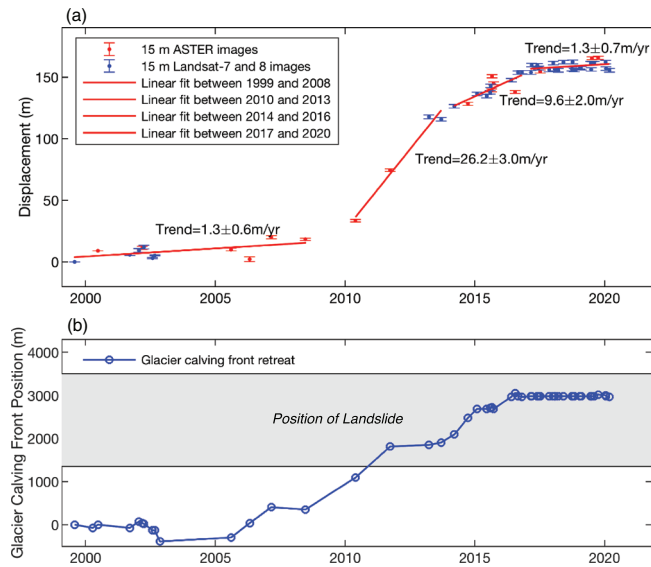 (a)
15 m ASTER images
15 m Landsat-7 and 8 images
Linear fit between 1999 and 2008
Linear fit between 2010 and 2013
Linear fit between 2014 and 2016
Linear fit between 2017 and 2020
Trend=1.3±0.7m/yr
Trend=9.6±2.0m/yr
Trend=26.2±3.0m/yr
Trend=1.3±0.6m/yr
Displacement (m)
150
100
50
0
2000 2005 2010 2015 2020
(b)
Glacier calving front retreat
Position of Landslide
Glacier Calving Front Position (m)
4000
3000
2000
1000
0
2000 2005 2010 2015 2020